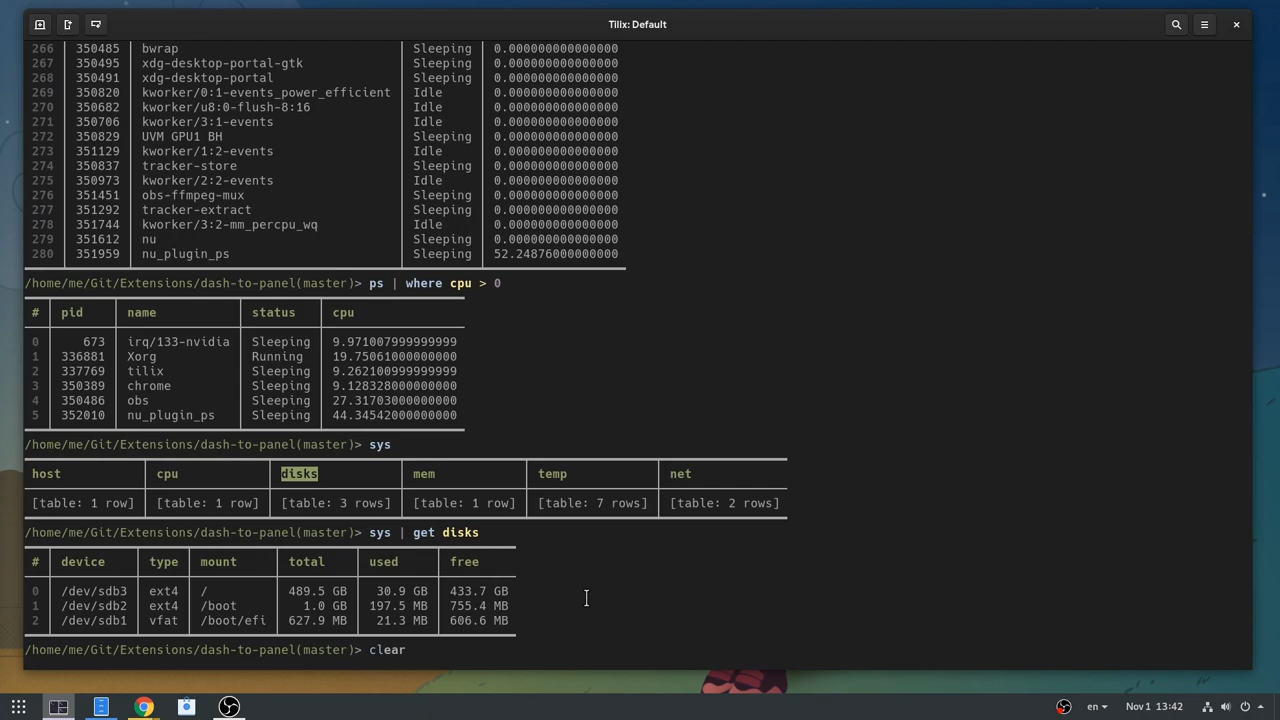 Tilix: Default
266 350485 bwrap Sleeping 0.000000000000000
267 350495 xdg-desktop-portal-gtk Sleeping 0.000000000000000
268 350491 xdg-desktop-portal Sleeping 0.000000000000000
269 350820 kworker/0:1-events_power_efficient Idle 0.000000000000000
270 350682 kworker/u8:0-flush-8:16 Idle 0.000000000000000
271 350706 kworker/3:1-events Idle 0.000000000000000
272 350829 UVM GPU1 BH Sleeping 0.000000000000000
273 351129 kworker/1:2-events Idle 0.000000000000000
274 350837 tracker-store Sleeping 0.000000000000000
275 350973 kworker/2:2-events Idle 0.000000000000000
276 351451 obs-ffmpeg-mux Sleeping 0.000000000000000
277 351292 tracker-extract Sleeping 0.000000000000000
278 351744 kworker/3:2-mm_percpu_wq Idle 0.000000000000000
279 351612 nu Sleeping 0.000000000000000
280 351959 nu_plugin_ps Sleeping 52.24876000000000
/home/me/Git/Extensions/dash-to-panel(master)> ps | where cpu > 0
# pid name status cpu
0 673 irq/133-nvidia Sleeping 9.971007999999999
1 336881 Xorg Running 19.75061000000000
2 337769 tilix Sleeping 9.262100999999999
3 350389 chrome Sleeping 9.128328000000000
4 350486 obs Sleeping 27.31703000000000
5 352010 nu_plugin_ps Sleeping 44.34542000000000
/home/me/Git/Extensions/dash-to-panel(master)> sys
host cpu disks mem temp net
[table: 1 row] [table: 1 row] [table: 3 rows] [table: 1 row] [table: 7 rows] [table: 2 rows]
/home/me/Git/Extensions/dash-to-panel(master)> sys | get disks
# device type mount total used free
0 /dev/sdb3 ext4 / 489.5 GB 30.9 GB 433.7 GB
1 /dev/sdb2 ext4 /boot 1.0 GB 197.5 MB 755.4 MB
2 /dev/sdb1 vfat /boot/efi 627.9 MB 21.3 MB 606.6 MB
/home/me/Git/Extensions/dash-to-panel(master)> clear
en Nov 1 13:42